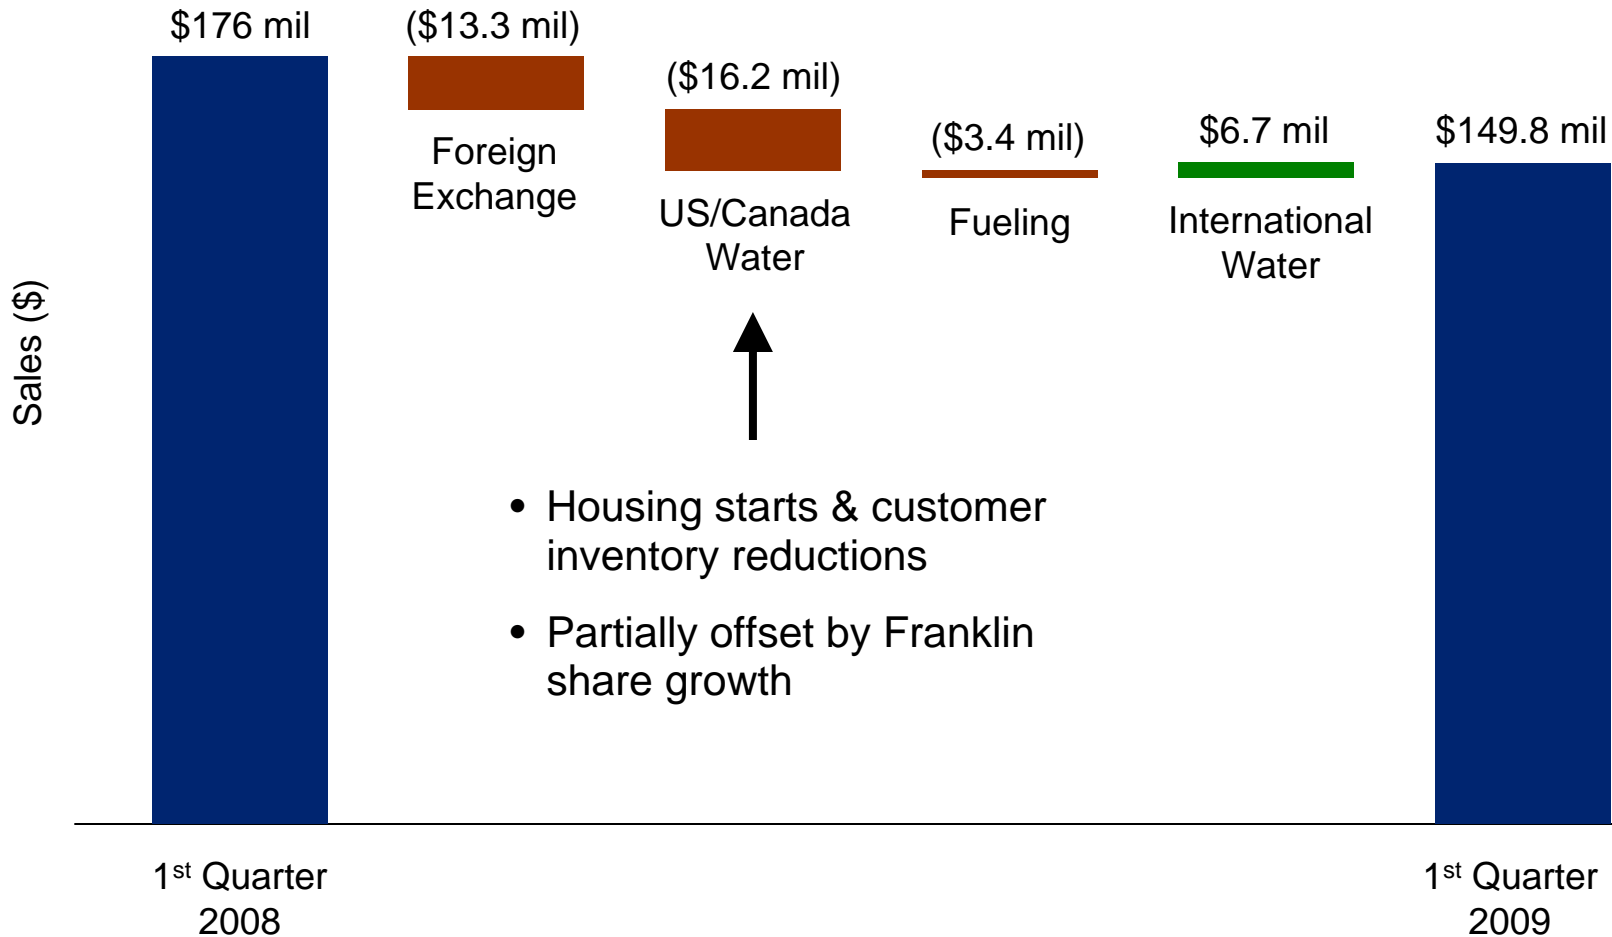 $176 mil
($13.3 mil)
Foreign
Exchange
($16.2 mil)
US/Canada
Water
($3.4 mil)
Fueling
$6.7 mil
International
Water
$149.8 mil
Sales ($)
• Housing starts & customer
inventory reductions
• Partially offset by Franklin
share growth
1st Quarter
2008
1st Quarter
2009